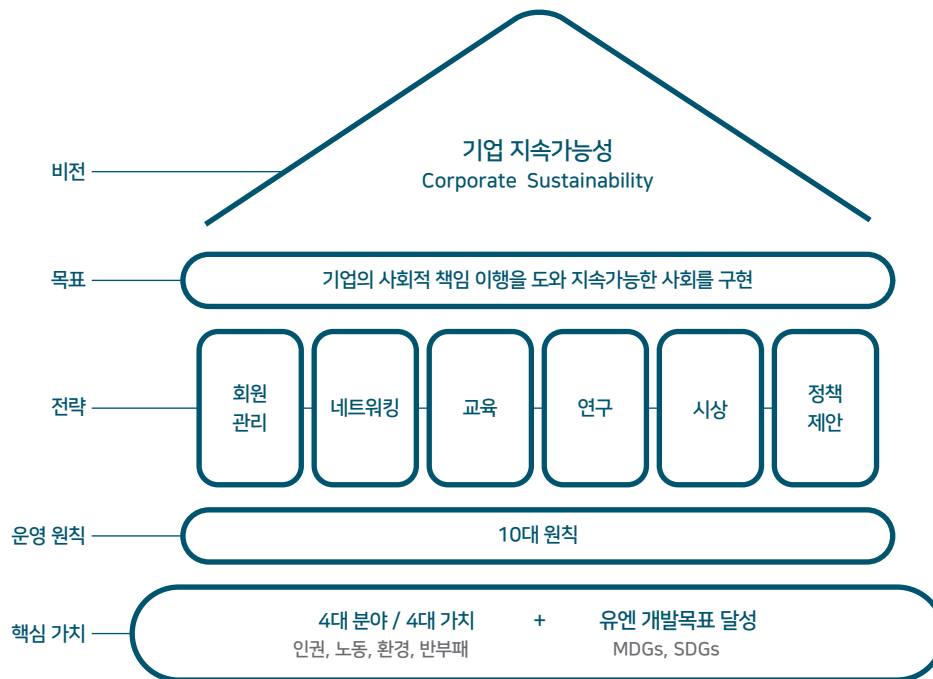 기업 지속가능성
Corporate Sustainability
비전
목표
기업의 사회적 책임 이행을 도와 지속가능한 사회를 구현
전략
회원
관리
네트워킹
교육
연구
시상
정책
제안
운영 원칙
10대 원칙
핵심 가치
4대 분야 / 4대 가치 + 유엔 개발목표 달성
인권, 노동, 환경, 반부패 MDGs, SDGs